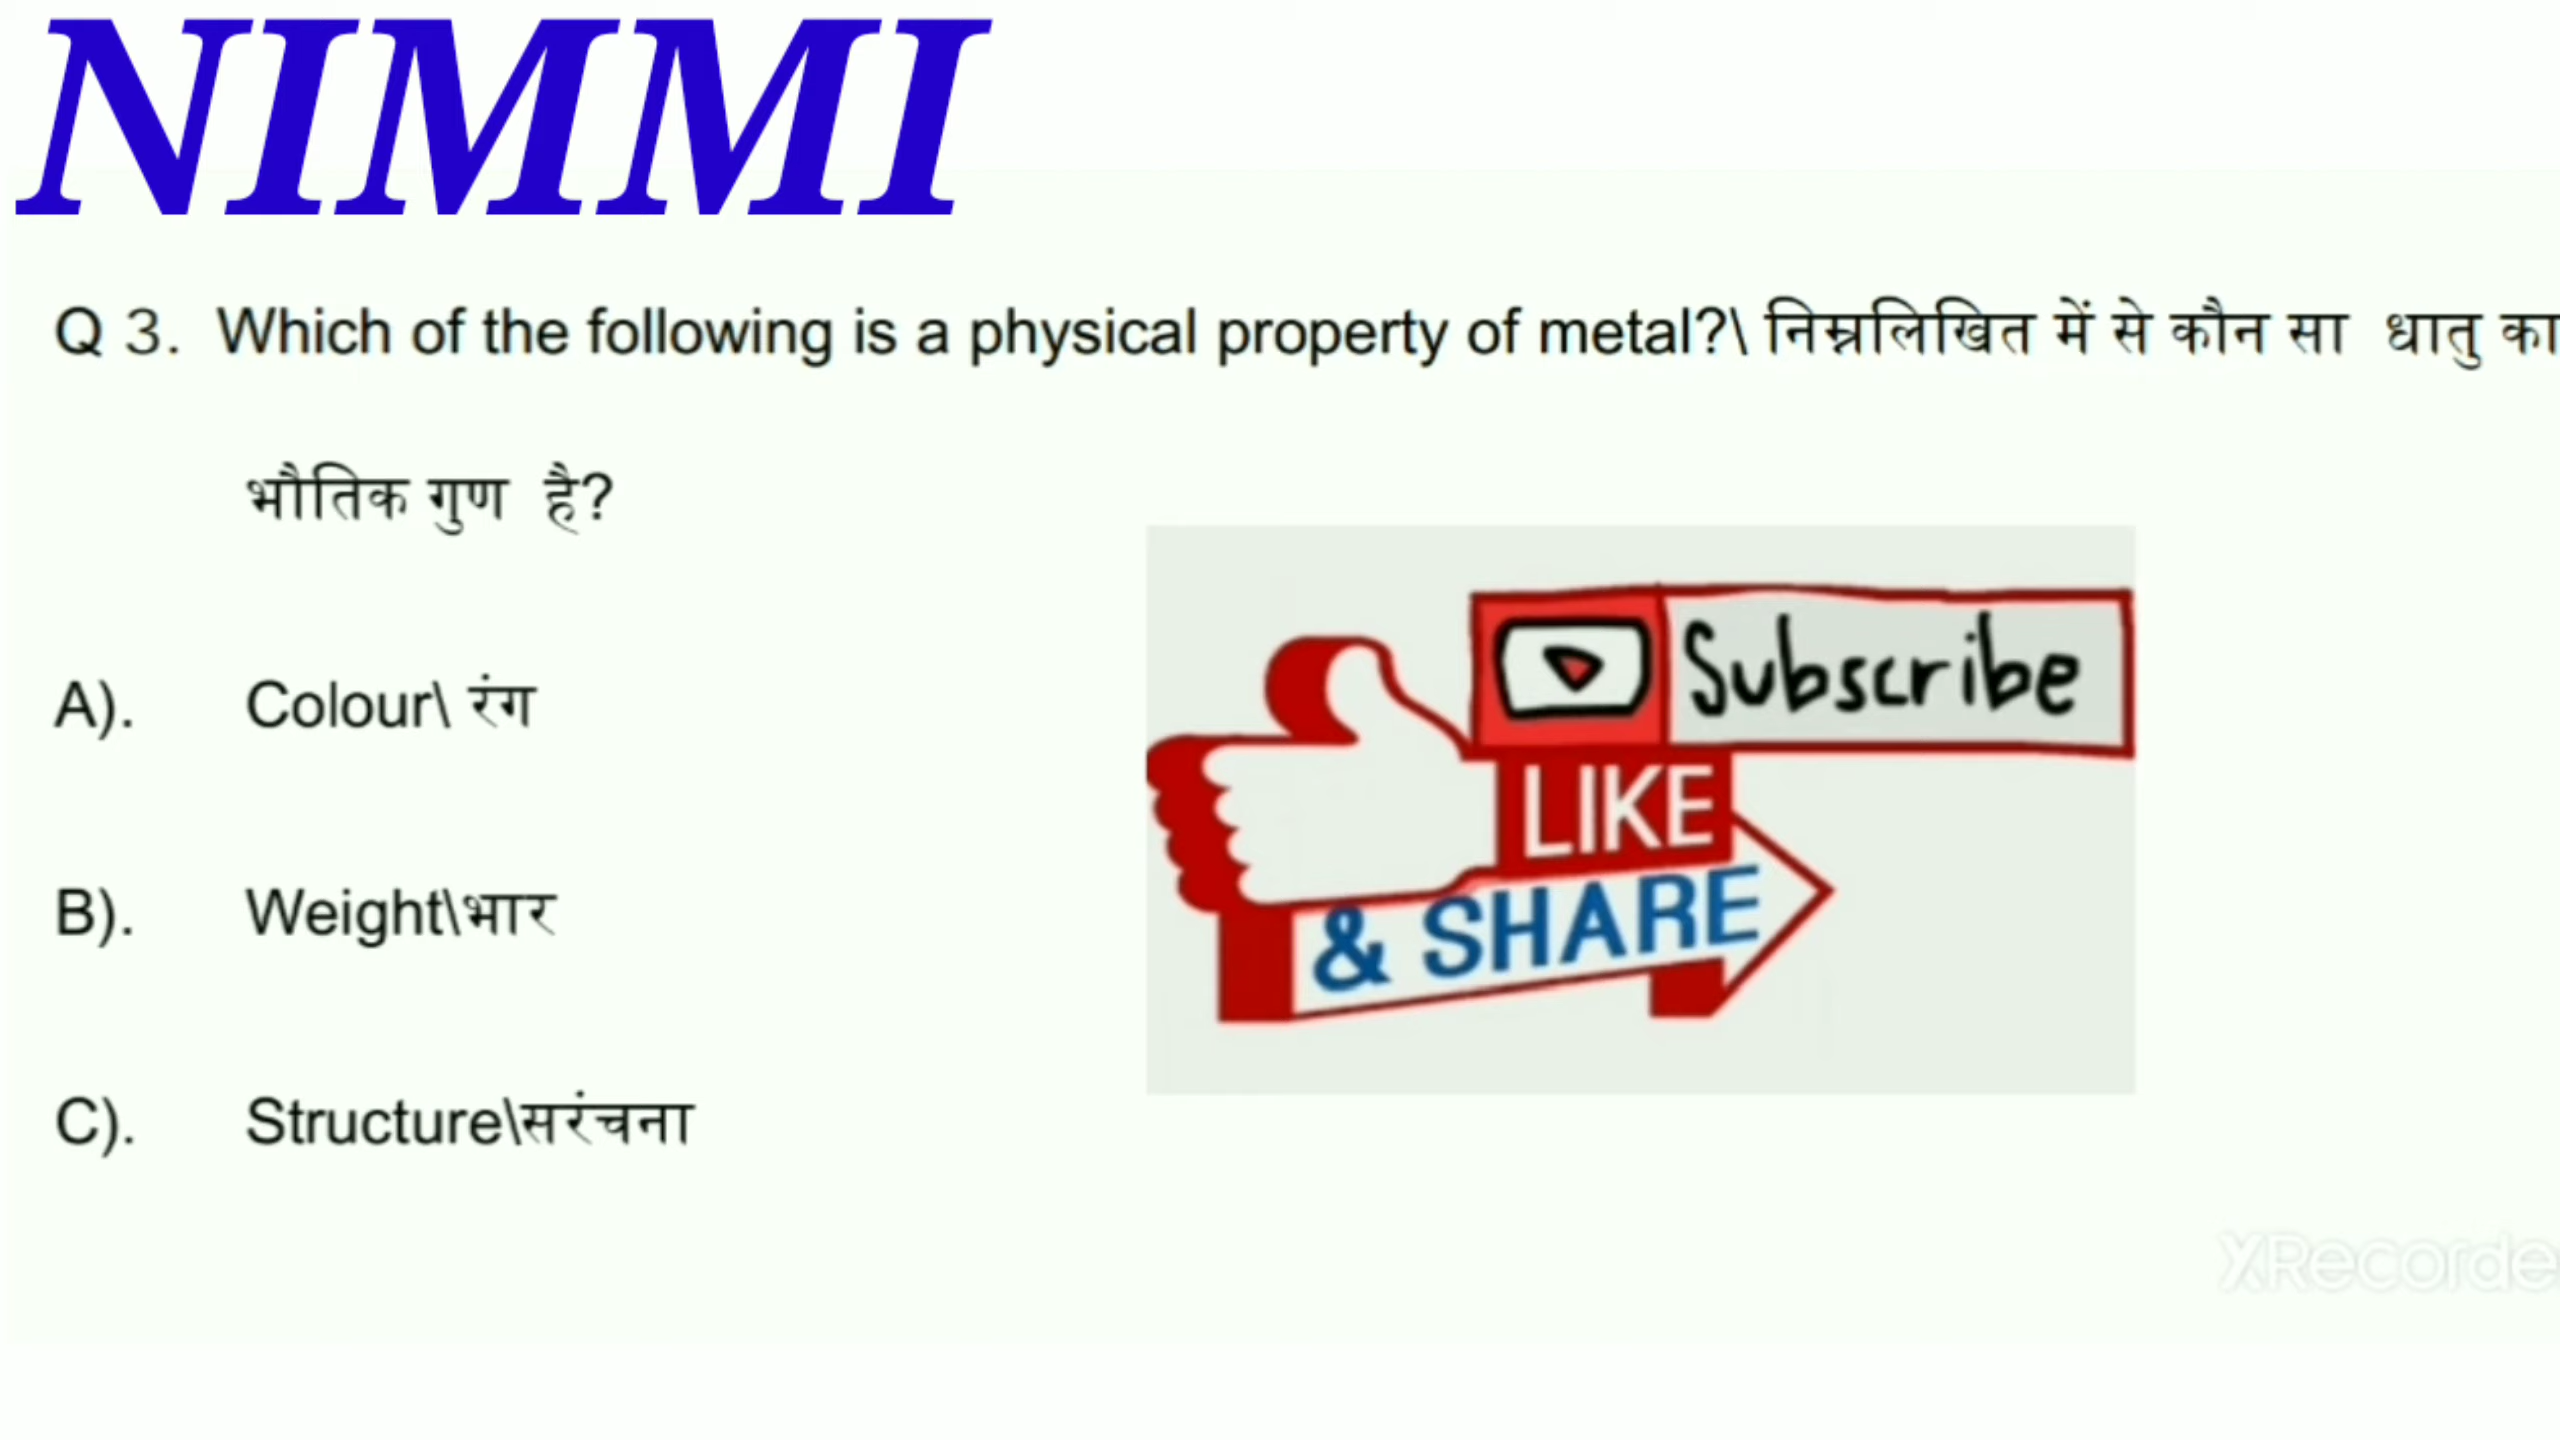 NIMMI
Q 3. Which of the following is a physical property of metal?\ निम्नलिखित में से कौन सा धातु का
भौतिक गुण है?
A). Colour\ रंग
B). Weight\भार
C). Structure\सरंचना
Subscribe
LIKE
& SHARE
XRecorde